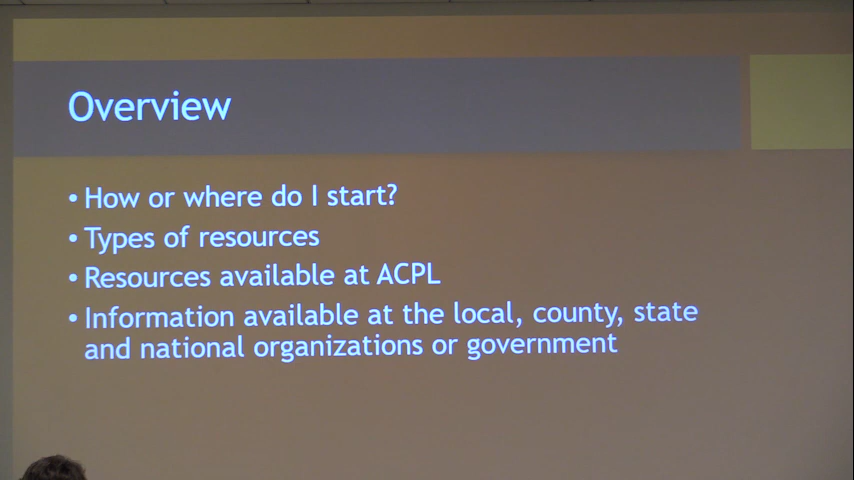 Overview
• How or where do I start?
• Types of resources
• Resources available at ACPL
• Information available at the local, county, state
and national organizations or government